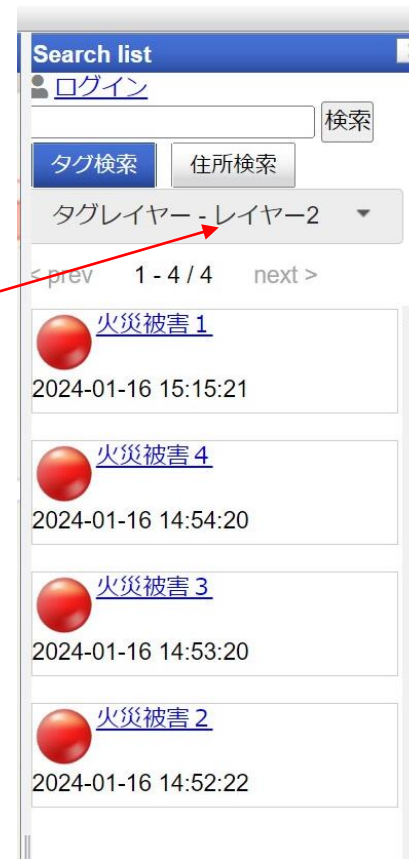 Search list
ログイン
検索
タグ検索 住所検索
タグレイヤー - レイヤー2
< prev 1 - 4 / 4 next >
火災被害１
2024-01-16 15:15:21
火災被害４
2024-01-16 14:54:20
火災被害３
2024-01-16 14:53:20
火災被害２
2024-01-16 14:52:22